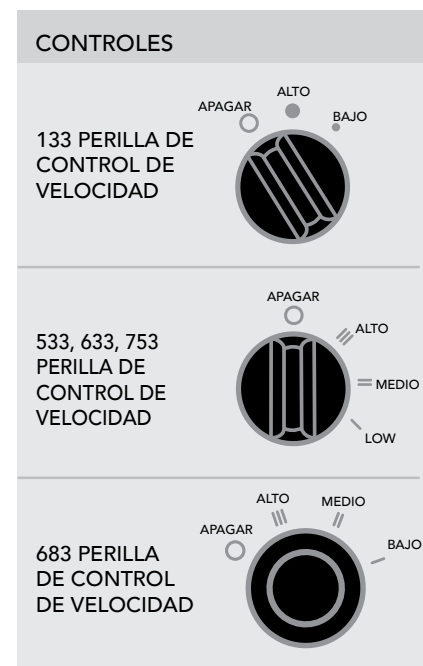 CONTROLES
133 PERILLA DE
CONTROL DE
VELOCIDAD
APAGAR
ALTO
BAJO
533, 633, 753
PERILLA DE
CONTROL DE
VELOCIDAD
APAGAR
ALTO
MEDIO
LOW
683 PERILLA
DE CONTROL
DE VELOCIDAD
APAGAR
ALTO
MEDIO
BAJO